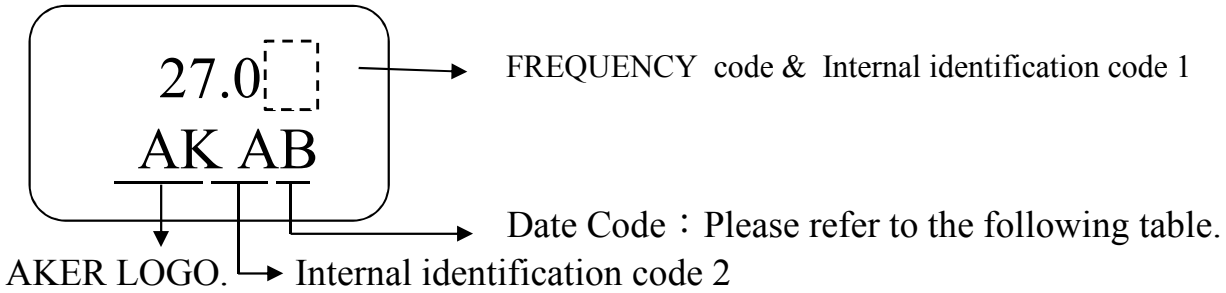 27.0
FREQUENCY code & Internal identification code 1
AK AB
Date Code：Please refer to the following table.
AKER LOGO.
Internal identification code 2